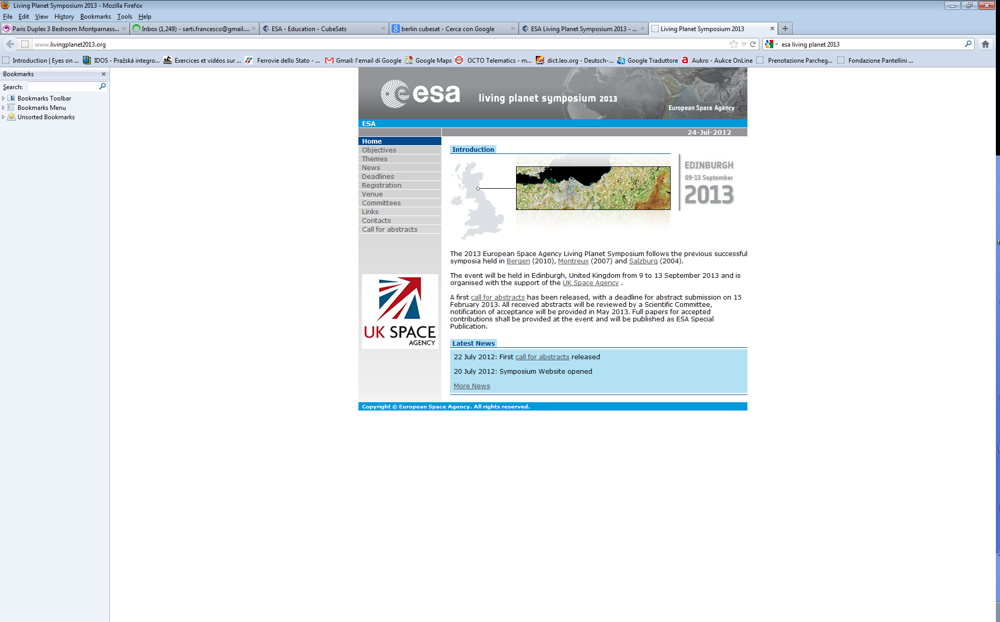 Living Planet Symposium 2013 - Mozilla Firefox
File Edit View History Bookmarks Tools Help
Paris Duplex 3 Bedroom Montparnass... Inbox (1,249) - sarti.francesco@gmail.... ESA - Education - CubeSats berlin cubesat - Cerca con Google ESA Living Planet Symposium 2013 - ... Living Planet Symposium 2013
www.livingplanet2013.org esa living planet 2013
Introduction | Eyes on ... IDOS - Pražská integro... Exercices et vidéos sur ... Ferrovie dello Stato - ... Gmail: l'email di Google Google Maps OCTO Telematics - m... dict.leo.org - Deutsch-... Google Traduttore Aukro - Aukce OnLine Prenotazione Parcheg... Fondazione Pantellini ...
Bookmarks
Search:
Bookmarks Toolbar
Bookmarks Menu
Unsorted Bookmarks
esa living planet symposium 2013
European Space Agency
ESA
24-Jul-2012
Home
Objectives
Themes
News
Deadlines
Registration
Venue
Committees
Links
Contacts
Call for abstracts
UK SPACE
AGENCY
Introduction
EDINBURGH
09-13 September
2013
The 2013 European Space Agency Living Planet Symposium follows the previous successful
symposia held in Bergen (2010), Montreux (2007) and Salzburg (2004).
The event will be held in Edinburgh, United Kingdom from 9 to 13 September 2013 and is
organised with the support of the UK Space Agency .
A first call for abstracts has been released, with a deadline for abstract submission on 15
February 2013. All received abstracts will be reviewed by a Scientific Committee,
notification of acceptance will be provided in May 2013. Full papers for accepted
contributions shall be provided at the event and will be published as ESA Special
Publication.
Latest News
22 July 2012: First call for abstracts released
20 July 2012: Symposium Website opened
More News
Copyright © European Space Agency. All rights reserved.